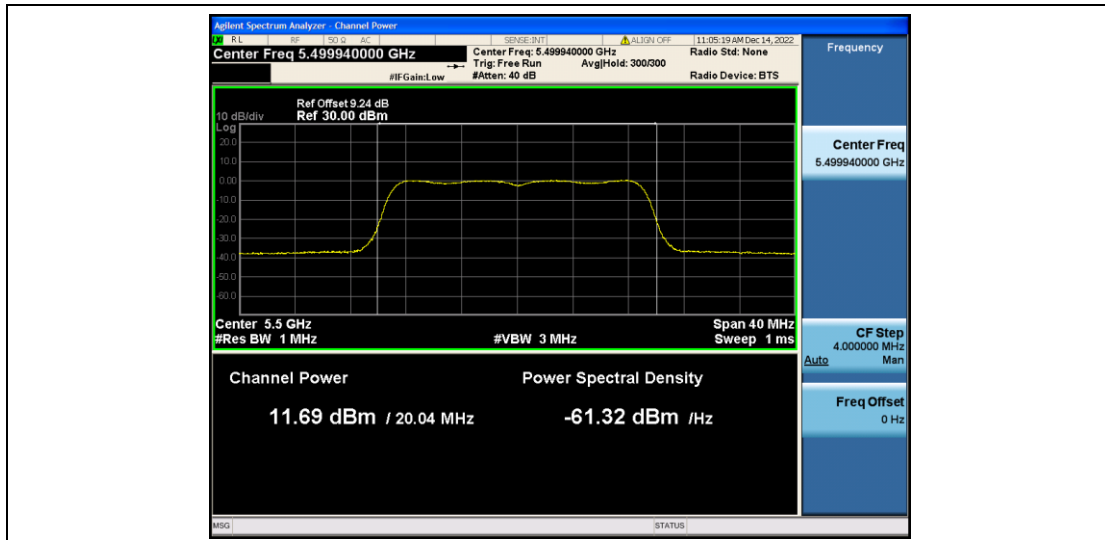 Agilent Spectrum Analyzer - Channel Power
RL RF 50 Ω AC SENSE:INT ALIGN OFF 11:05:19 AM Dec 14, 2022
Center Freq 5.499940000 GHz
Center Freq: 5.499940000 GHz Radio Std: None
Trig: Free Run Avg|Hold: 300/300
#IFGain:Low #Atten: 40 dB Radio Device: BTS
Frequency
Ref Offset 9.24 dB
10 dB/div Ref 30.00 dBm
Log
20.0
10.0
0.00
-10.0
-20.0
-30.0
-40.0
-50.0
-60.0
Center Freq
5.499940000 GHz
Center 5.5 GHz Span 40 MHz
#Res BW 1 MHz #VBW 3 MHz Sweep 1 ms
CF Step
4.000000 MHz
Auto Man
Channel Power Power Spectral Density
11.69 dBm / 20.04 MHz -61.32 dBm /Hz
Freq Offset
0 Hz
MSG STATUS